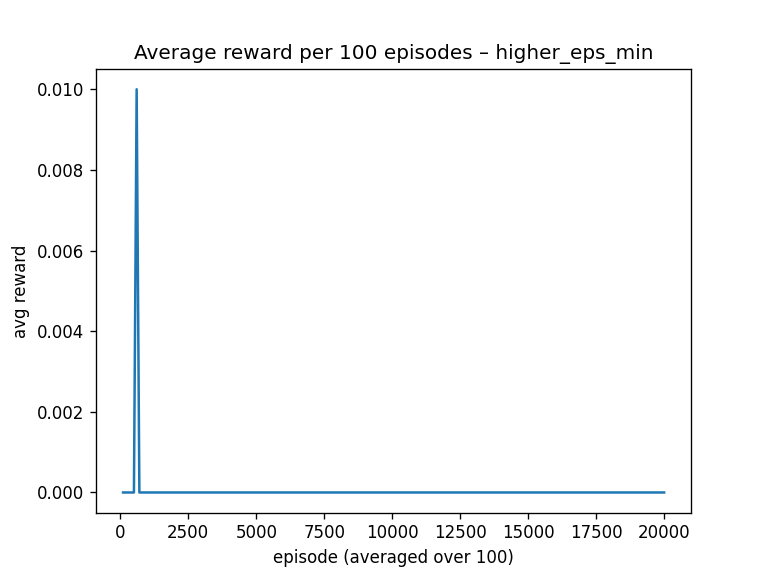 Average reward per 100 episodes – higher_eps_min
avg reward
0.010
0.008
0.006
0.004
0.002
0.000
0 2500 5000 7500 10000 12500 15000 17500 20000
episode (averaged over 100)